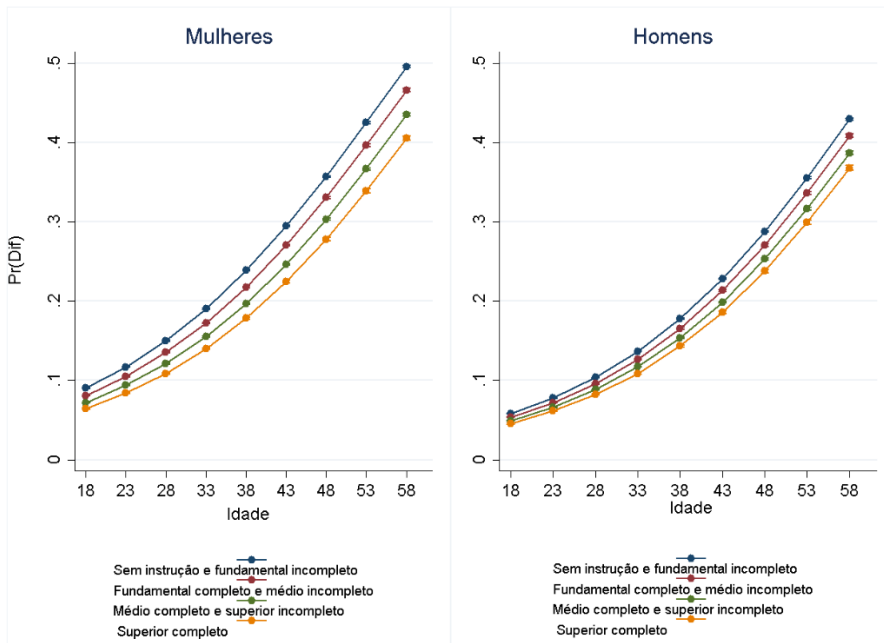 Mulheres
Pr(Dif)
.5
.4
.3
.2
.1
0
18 23 28 33 38 43 48 53 58
Idade
Sem instrução e fundamental incompleto
Fundamental completo e médio incompleto
Médio completo e superior incompleto
Superior completo
Homens
.5
.4
.3
.2
.1
0
18 23 28 33 38 43 48 53 58
Idade
Sem instrução e fundamental incompleto
Fundamental completo e médio incompleto
Médio completo e superior incompleto
Superior completo